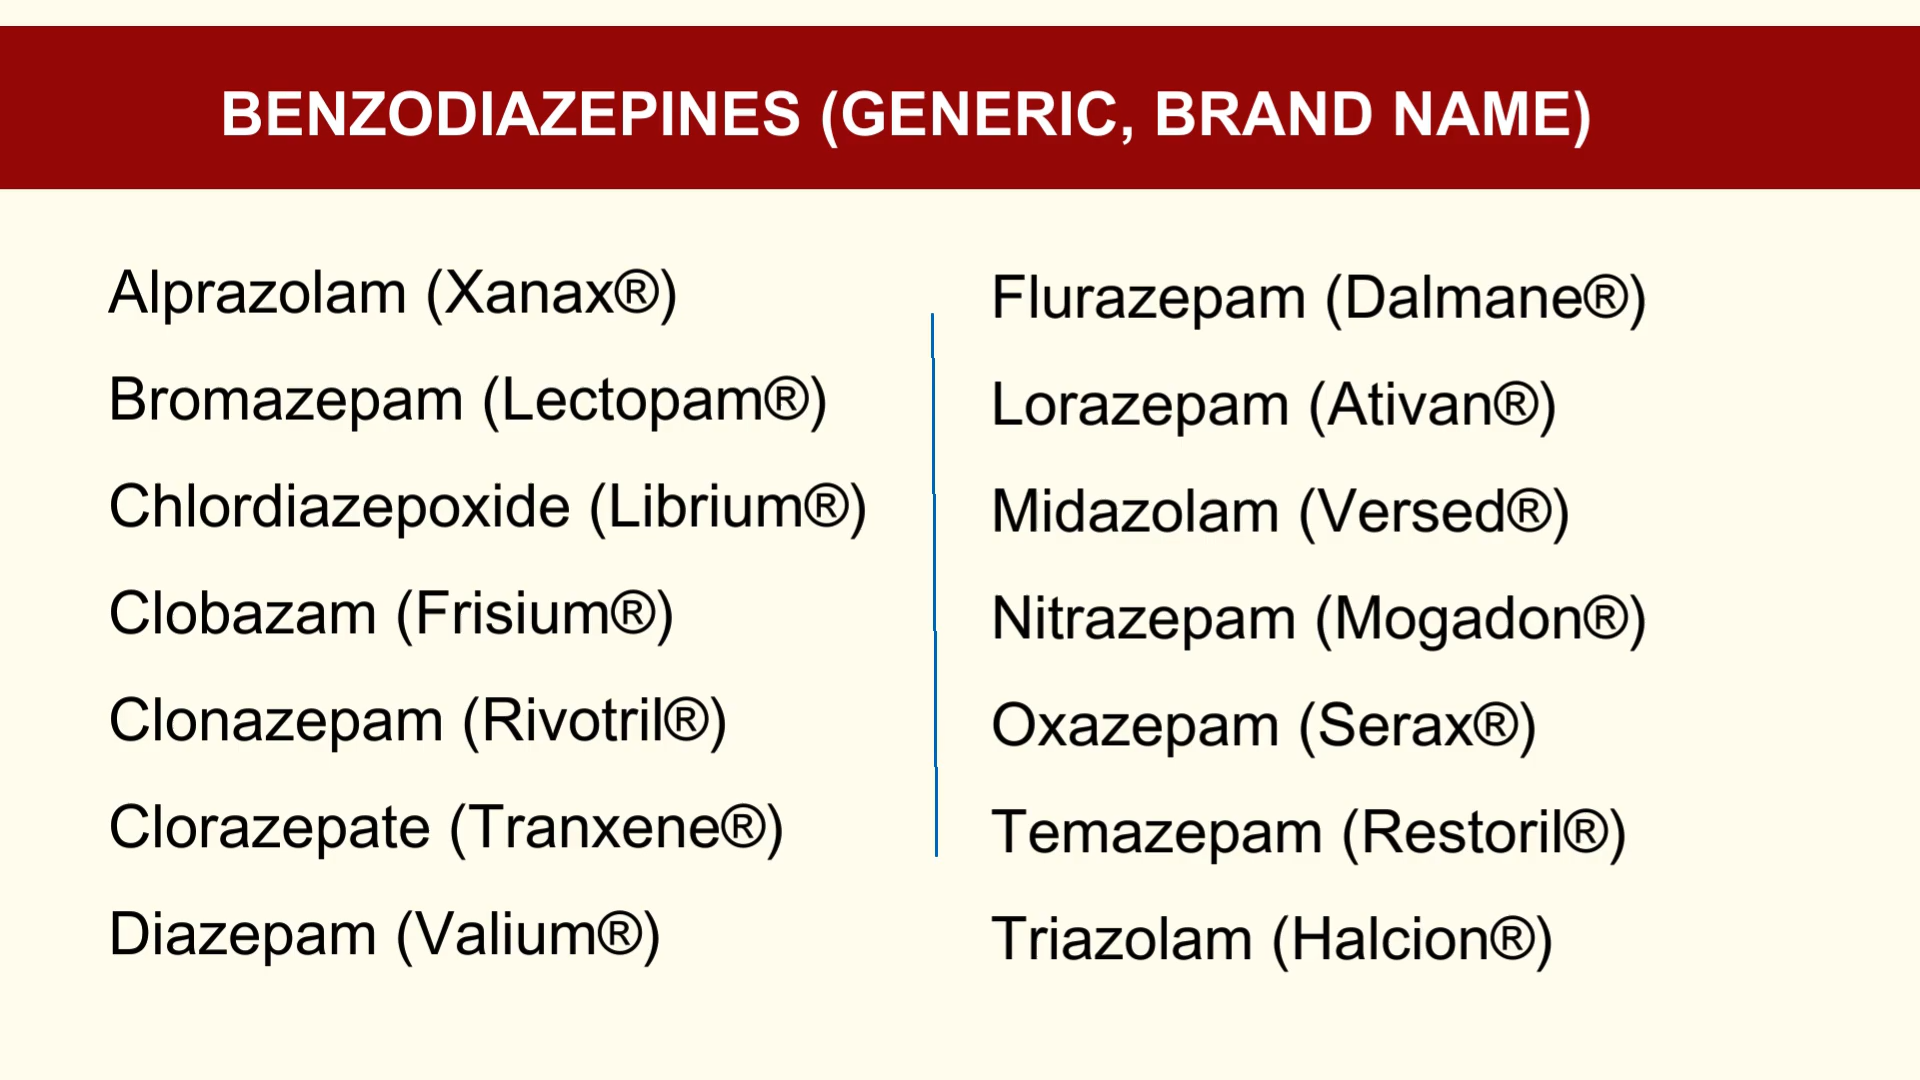 BENZODIAZEPINES (GENERIC, BRAND NAME)
Alprazolam (Xanax®)
Bromazepam (Lectopam®)
Chlordiazepoxide (Librium®)
Clobazam (Frisium®)
Clonazepam (Rivotril®)
Clorazepate (Tranxene®)
Diazepam (Valium®)
Flurazepam (Dalmane®)
Lorazepam (Ativan®)
Midazolam (Versed®)
Nitrazepam (Mogadon®)
Oxazepam (Serax®)
Temazepam (Restoril®)
Triazolam (Halcion®)